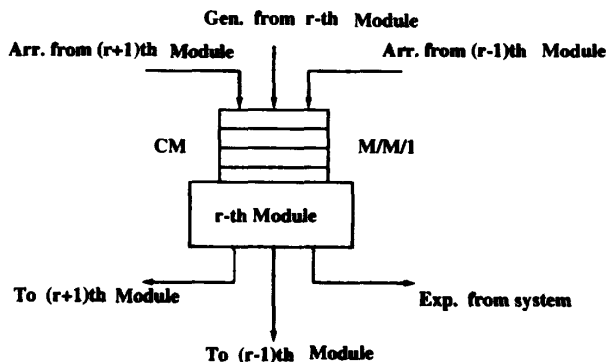 Gen. from r-th Module
Arr. from (r+1)th Module
Arr. from (r-1)th Module
CM
M/M/1
r-th Module
To (r+1)th Module
Exp. from system
To (r-1)th Module